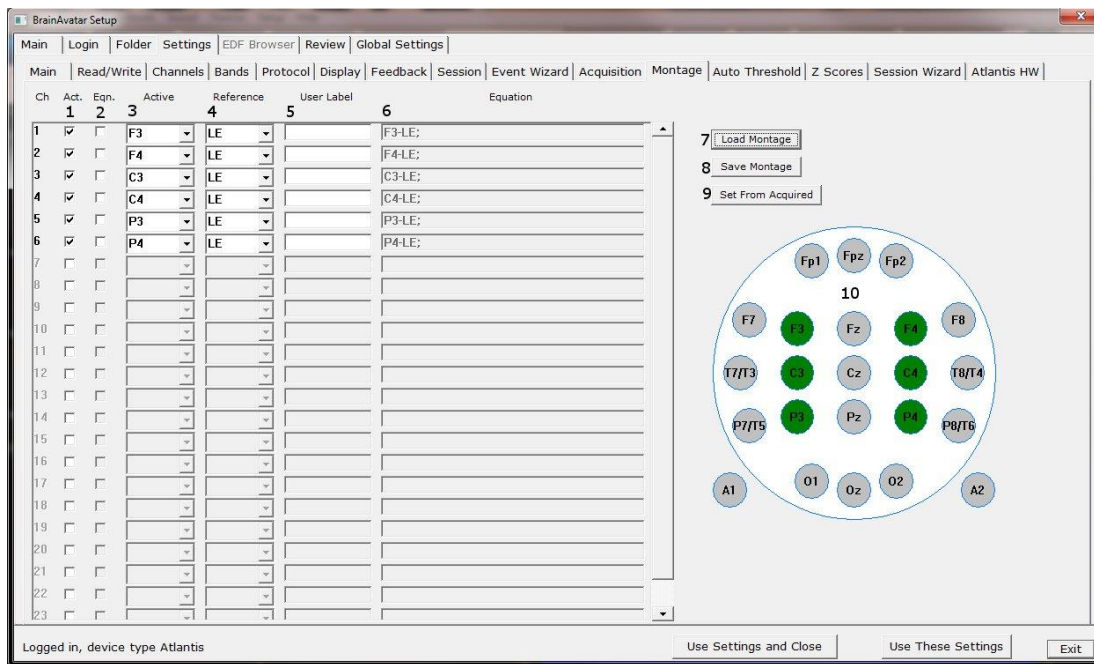 BrainAvatar Setup
Main Login Folder Settings EDF Browser Review Global Settings
Main Read/Write Channels Bands Protocol Display Feedback Session Event Wizard Acquisition Montage Auto Threshold Z Scores Session Wizard Atlantis HW
Ch Act. Eqn. Active Reference User Label Equation
1 2 3 4 5 6
1 F3 LE F3-LE;
2 F4 LE F4-LE;
3 C3 LE C3-LE;
4 C4 LE C4-LE;
5 P3 LE P3-LE;
6 P4 LE P4-LE;
7
8
9
10
11
12
13
14
15
16
17
18
19
20
21
22
23
7 Load Montage
8 Save Montage
9 Set From Acquired
Fp1 Fpz Fp2
10
F7 F3 Fz F4 F8
T7/T3 C3 Cz C4 T8/T4
P7/T5 P3 Pz P4 P8/T6
A1 O1 Oz O2 A2
Logged in, device type Atlantis
Use Settings and Close Use These Settings Exit